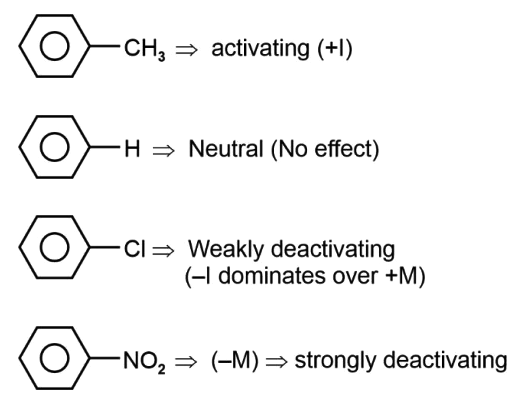 CH₃ ⇒ activating (+I)
H ⇒ Neutral (No effect)
Cl ⇒ Weakly deactivating
(–I dominates over +M)
NO₂ ⇒ (–M) ⇒ strongly deactivating